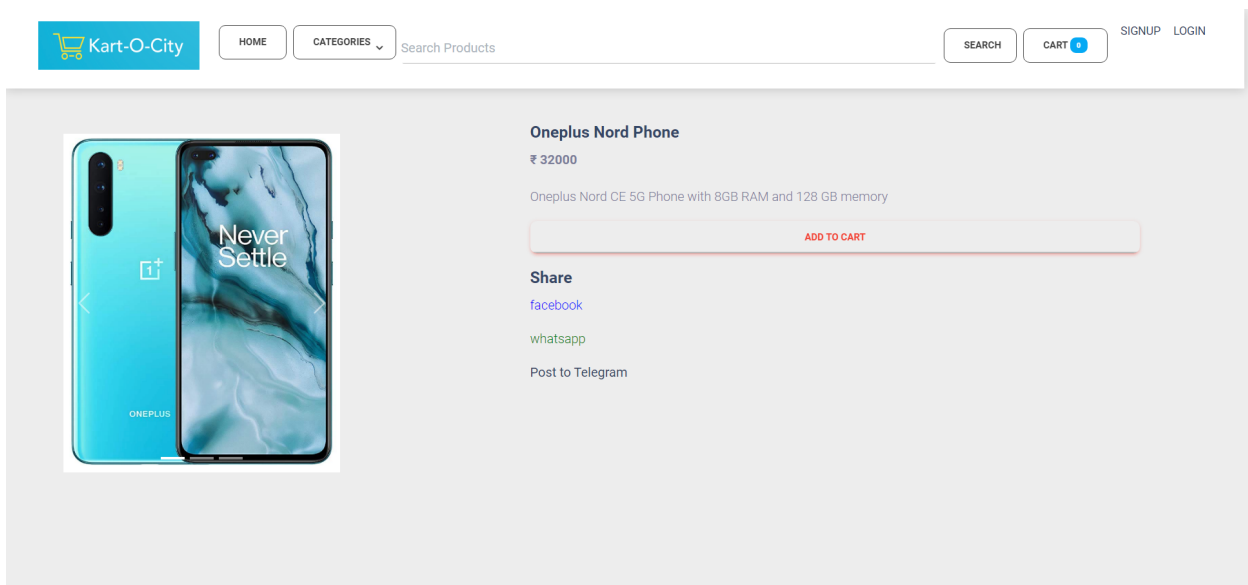 Kart-O-City
HOME
CATEGORIES
Search Products
SEARCH
CART 0
SIGNUP LOGIN
Never
Settle
1+
ONEPLUS
Oneplus Nord Phone
₹ 32000
Oneplus Nord CE 5G Phone with 8GB RAM and 128 GB memory
ADD TO CART
Share
facebook
whatsapp
Post to Telegram